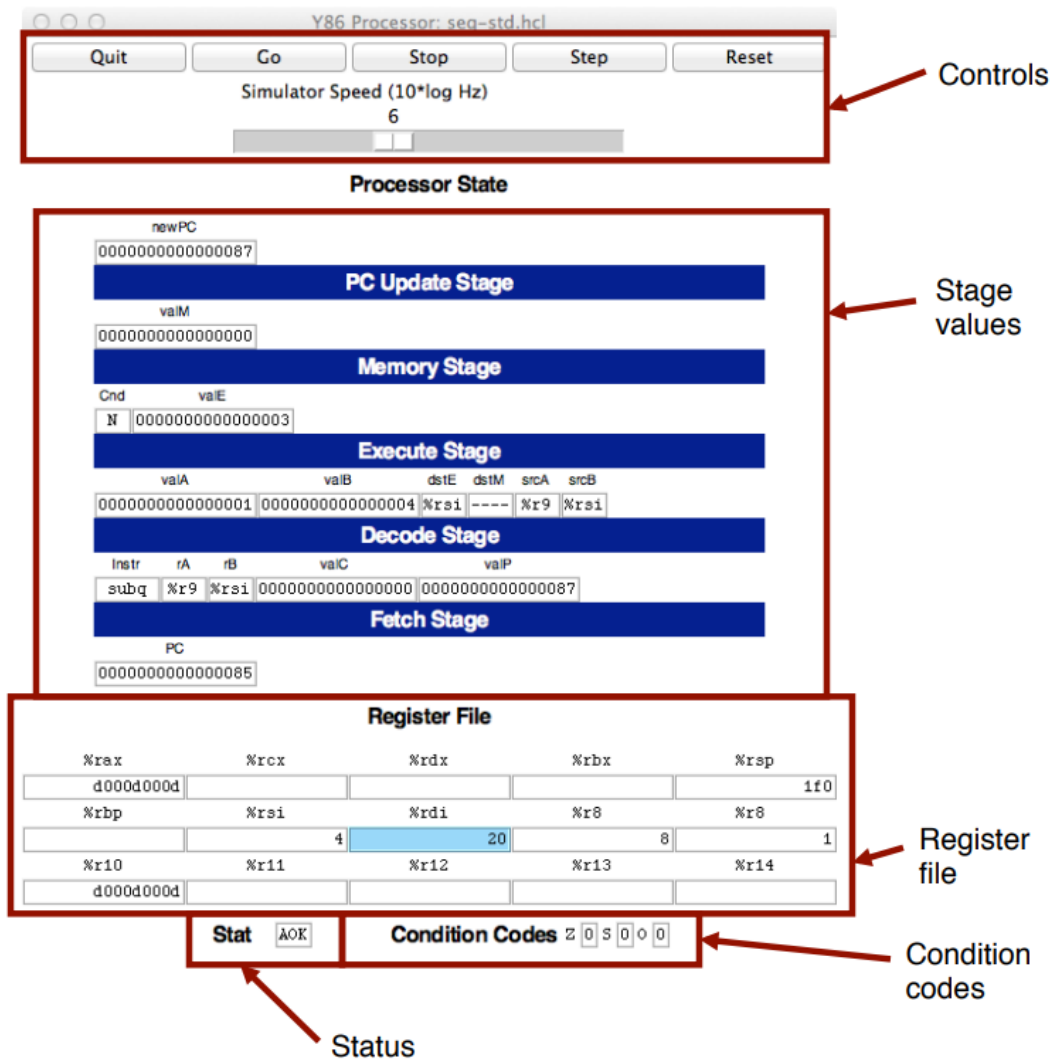 Y86 Processor: seq-std.hcl
Quit Go Stop Step Reset
Simulator Speed (10*log Hz)
6
Controls
Processor State
newPC
0000000000000087
PC Update Stage
valM
0000000000000000
Memory Stage
Cnd valE
N 0000000000000003
Execute Stage
valA valB dstE dstM srcA srcB
0000000000000001 0000000000000004 %rsi ---- %r9 %rsi
Decode Stage
Instr rA rB valC valP
subq %r9 %rsi 0000000000000000 0000000000000087
Fetch Stage
PC
0000000000000085
Stage
values
Register File
%rax %rcx %rdx %rbx %rsp
d000d000d 1f0
%rbp %rsi %rdi %r8 %r8
4 20 8 1
%r10 %r11 %r12 %r13 %r14
d000d000d
Register
file
Stat AOK Condition Codes Z 0 S 0 O 0
Condition
codes
Status